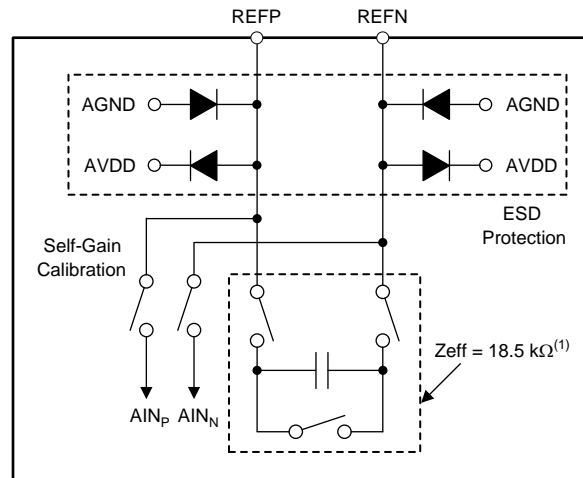 REFP REFN
AGND AGND
AVDD AVDD
ESD
Protection
Self-Gain
Calibration
Zeff = 18.5 kΩ(1)
AINP AINN